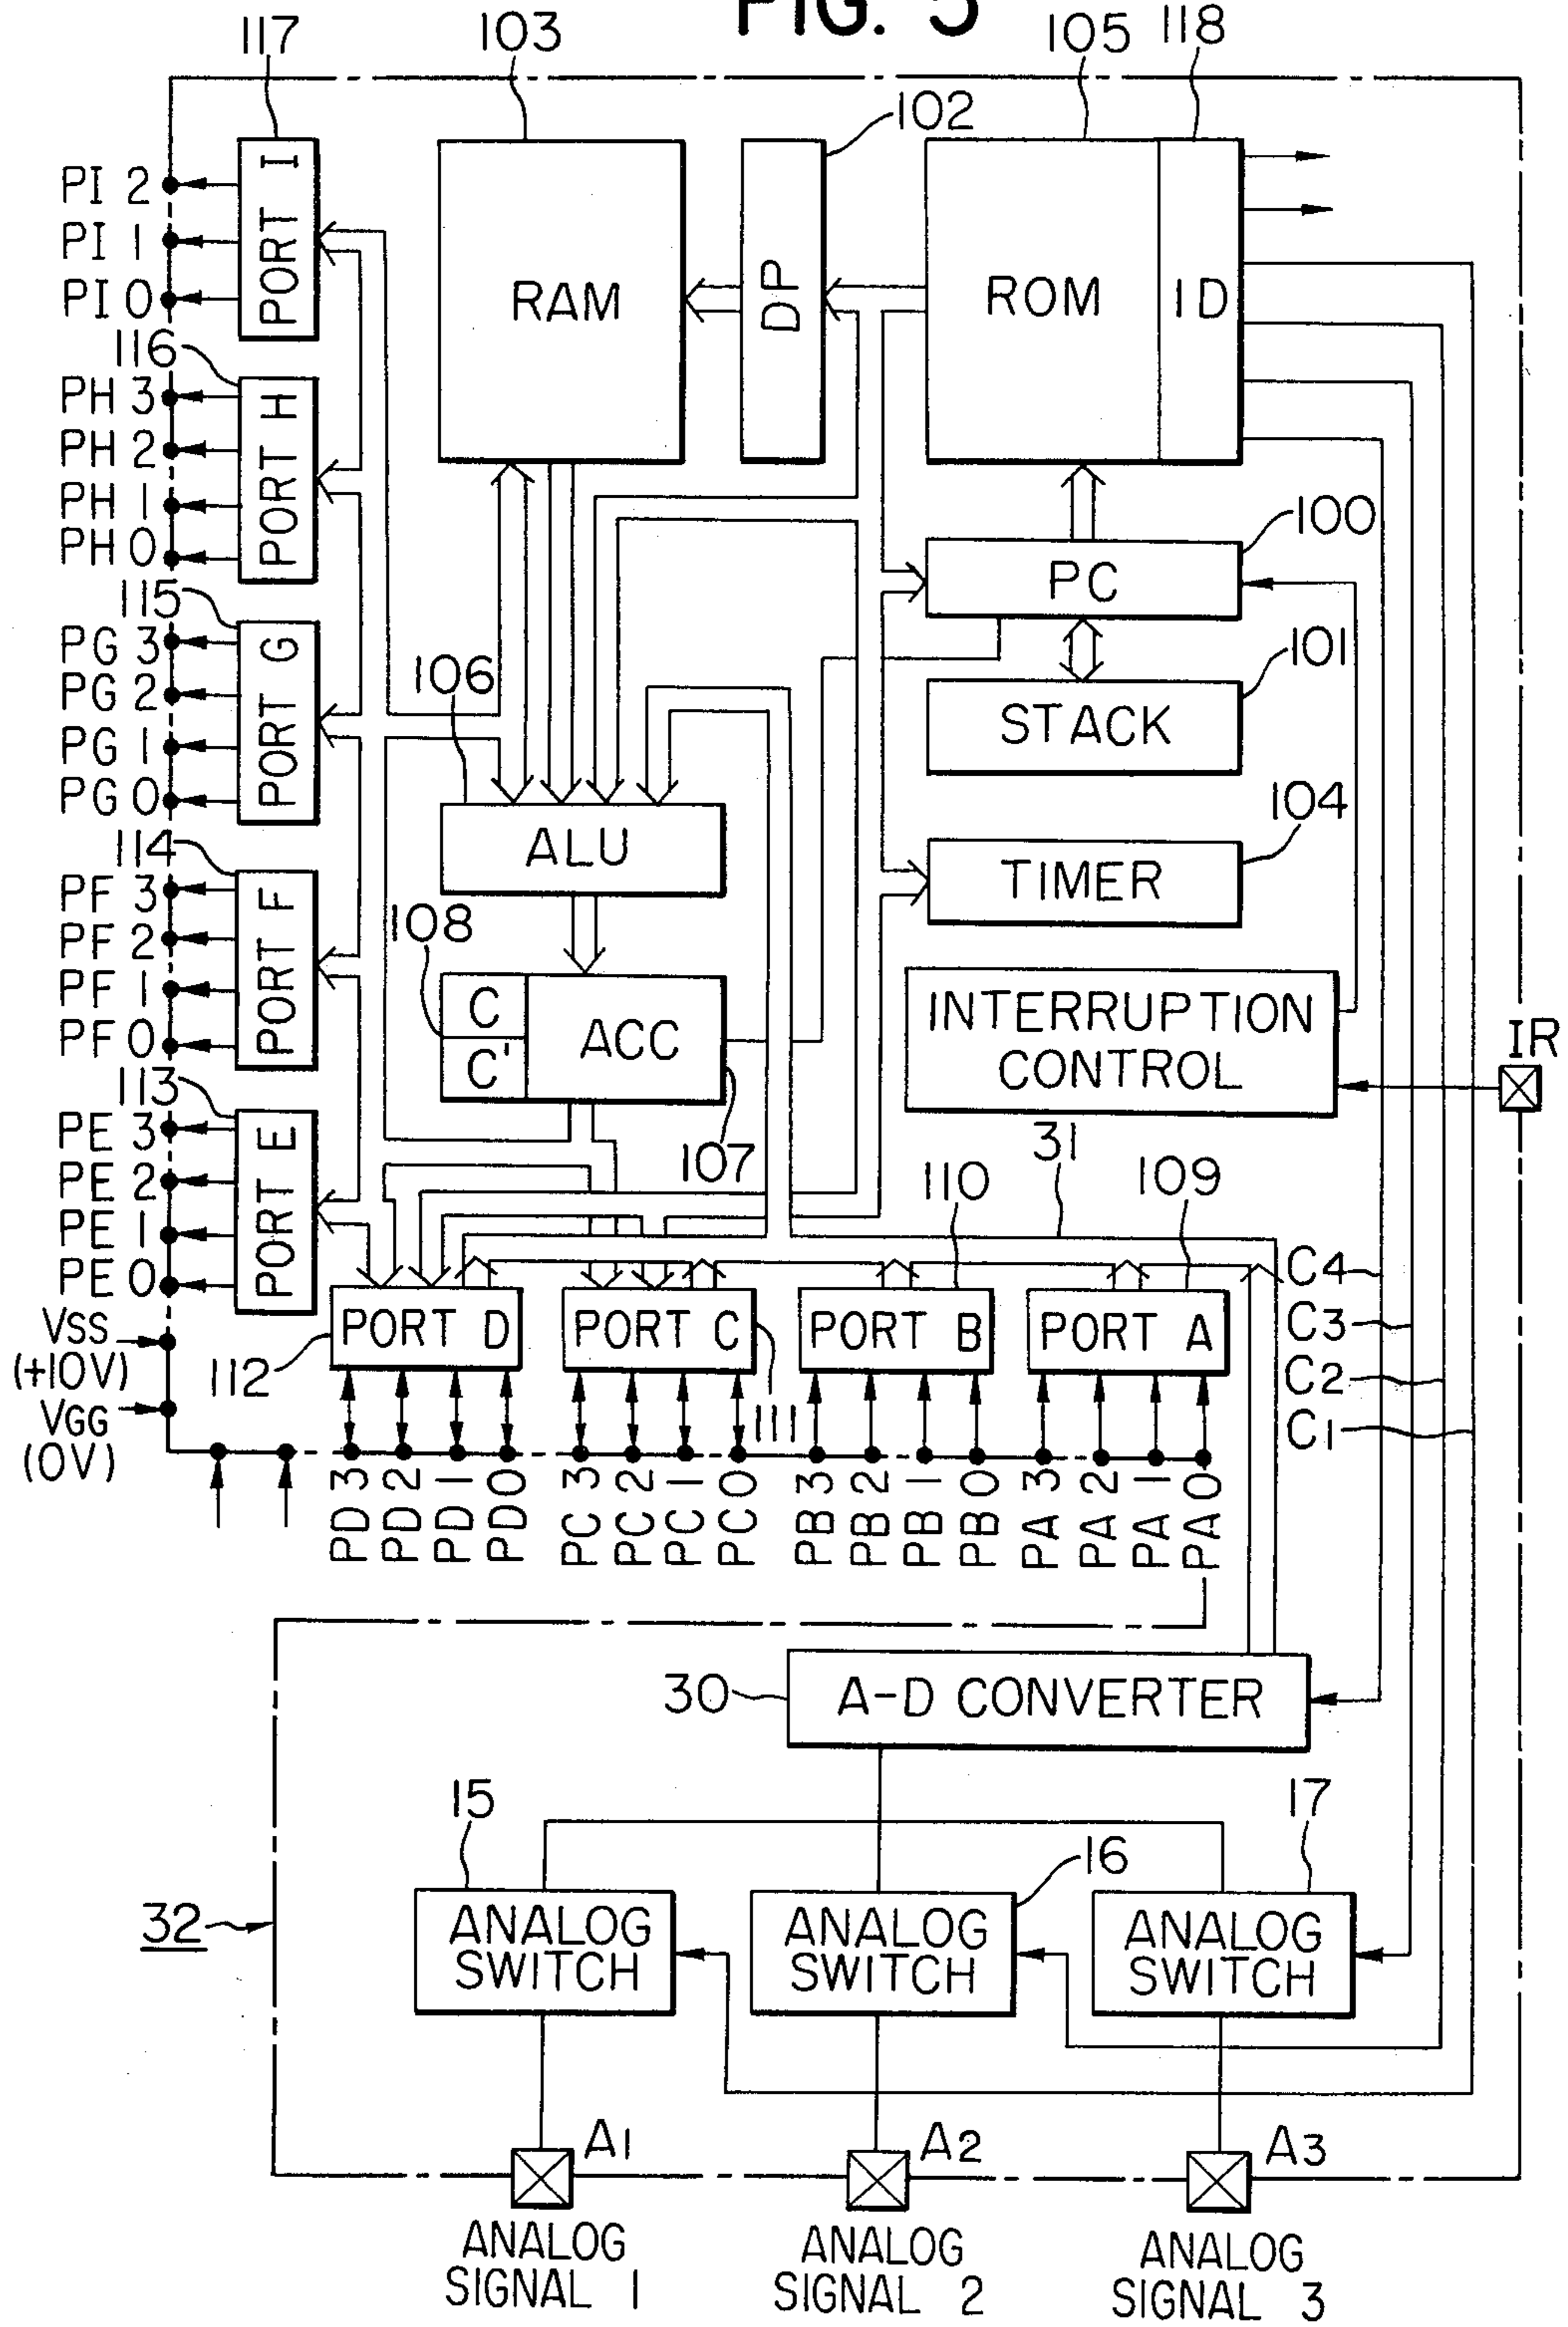 FIG. 5
117
103
105
118
102
PI 2
PI 1
PI 0
PORT I
RAM
DP
ROM
ID
116
PH 3
PH 2
PH 1
PH 0
PORT H
100
PC
115
PG 3
PG 2
PG 1
PG 0
PORT G
106
101
STACK
104
ALU
TIMER
114
PF 3
PF 2
PF 1
PF 0
PORT F
108
C
C'
ACC
INTERRUPTION
CONTROL
IR
113
PE 3
PE 2
PE 1
PE 0
PORT E
107
31
110
109
C4
C3
C2
C1
VSS
(+10V)
VGG
(0V)
112
PORT D
PORT C
111
PORT B
PORT A
PD 3
PD 2
PD 1
PD 0
PC 3
PC 2
PC 1
PC 0
PB 3
PB 2
PB 1
PB 0
PA 3
PA 2
PA 1
PA 0
30
A-D CONVERTER
15
16
17
32
ANALOG
SWITCH
ANALOG
SWITCH
ANALOG
SWITCH
A1
A2
A3
ANALOG
SIGNAL 1
ANALOG
SIGNAL 2
ANALOG
SIGNAL 3